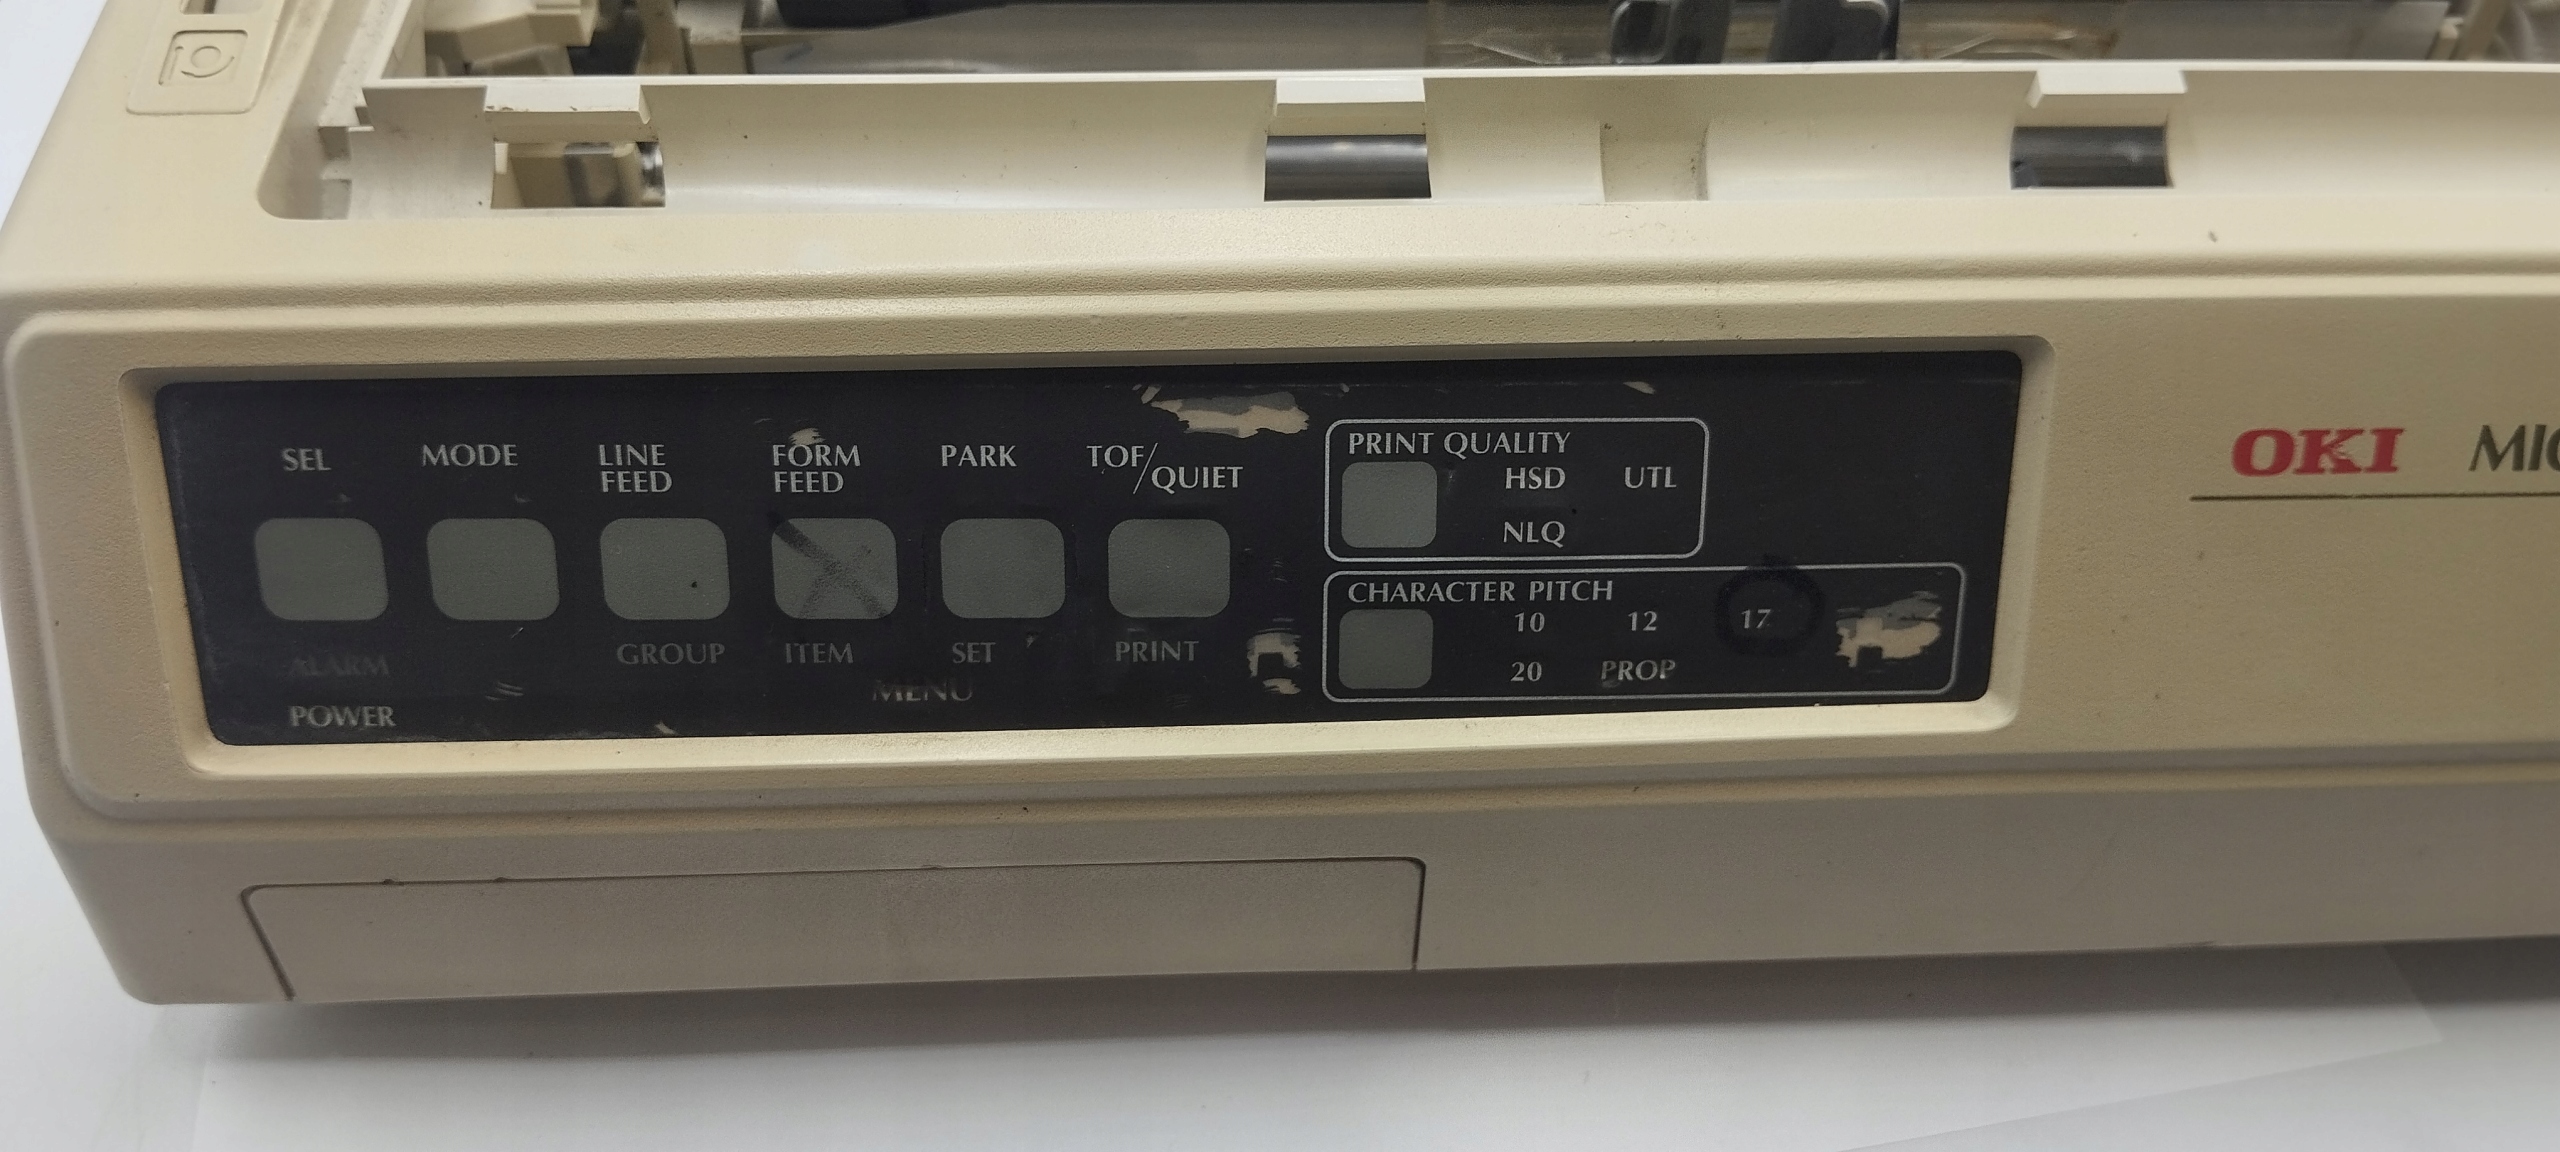 SEL
MODE
LINE
FEED
FORM
FEED
PARK
TOF/QUIET
ALARM
POWER
GROUP
ITEM
SET
PRINT
MENU
PRINT QUALITY
HSD UTL
NLQ
CHARACTER PITCH
10 12 17
20 PROP
OKI